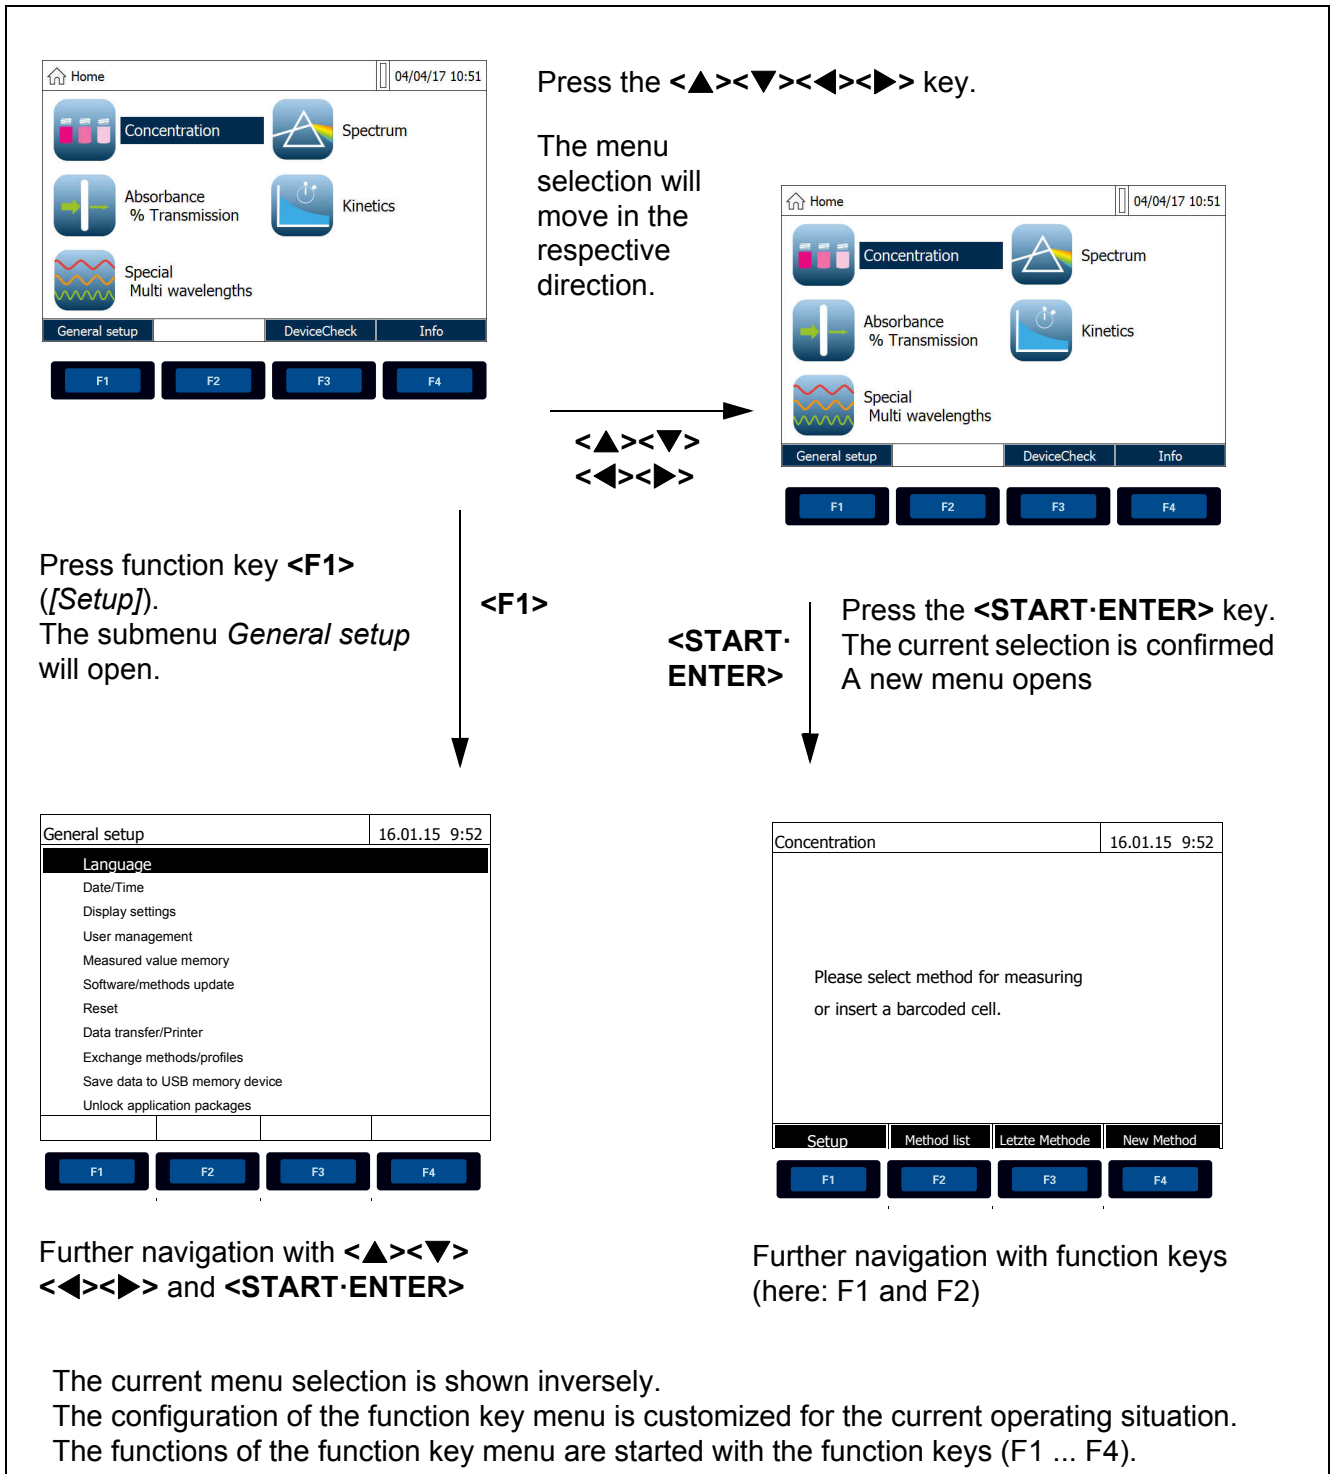 Home 04/04/17 10:51
Concentration Spectrum
Absorbance
% Transmission
Kinetics
Special
Multi wavelengths
General setup DeviceCheck Info
F1 F2 F3 F4
Press the <▲><▼><◀><▶> key.
The menu
selection will
move in the
respective
direction.
<▲><▼>
<◀><▶>
Home 04/04/17 10:51
Concentration Spectrum
Absorbance
% Transmission
Kinetics
Special
Multi wavelengths
General setup DeviceCheck Info
F1 F2 F3 F4
Press function key <F1>
([Setup]).
The submenu General setup
will open.
<F1>
<START·
ENTER>
Press the <START·ENTER> key.
The current selection is confirmed
A new menu opens
General setup 16.01.15 9:52
Language
Date/Time
Display settings
User management
Measured value memory
Software/methods update
Reset
Data transfer/Printer
Exchange methods/profiles
Save data to USB memory device
Unlock application packages
F1 F2 F3 F4
Further navigation with <▲><▼>
<◀><▶> and <START·ENTER>
Concentration 16.01.15 9:52
Please select method for measuring
or insert a barcoded cell.
Setup Method list Letzte Methode New Method
F1 F2 F3 F4
Further navigation with function keys
(here: F1 and F2)
The current menu selection is shown inversely.
The configuration of the function key menu is customized for the current operating situation.
The functions of the function key menu are started with the function keys (F1 ... F4).